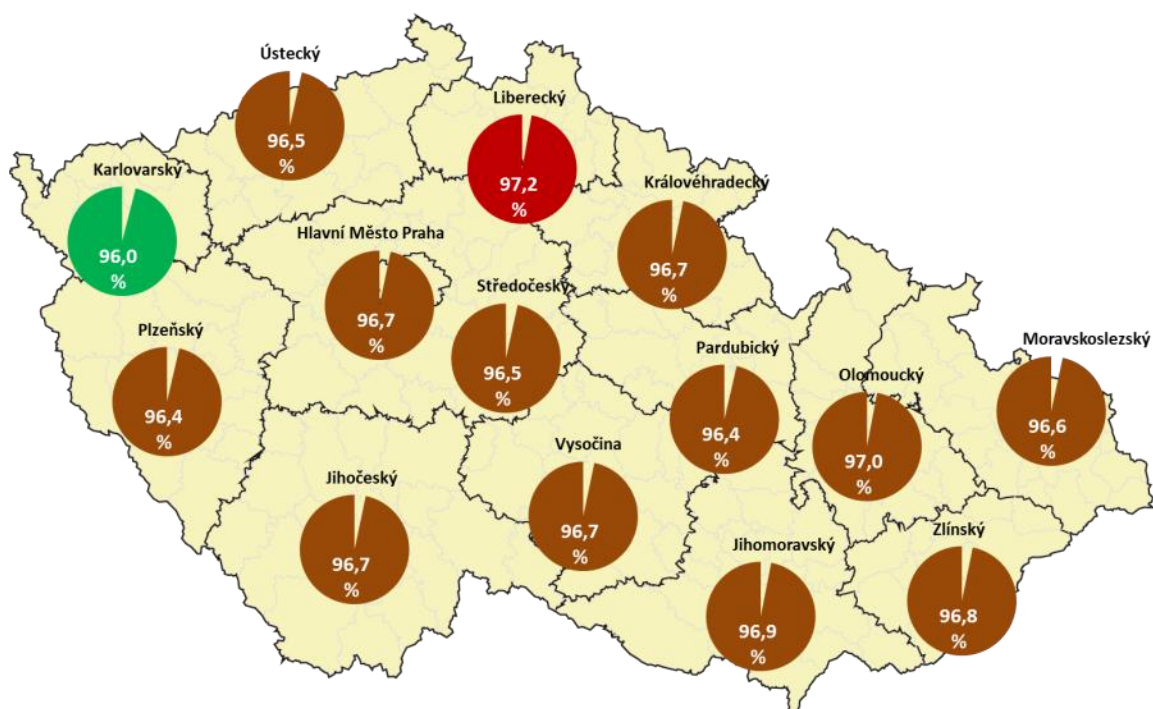 Ústecký
96,5
%
Liberecký
97,2
%
Karlovarský
96,0
%
Královéhradecký
96,7
%
Hlavní Město Praha
96,7
%
Středočeský
96,5
%
Plzeňský
96,4
%
Pardubický
96,4
%
Moravskoslezský
96,6
%
Olomoucký
97,0
%
Vysočina
96,7
%
Jihočeský
96,7
%
Jihomoravský
96,9
%
Zlínský
96,8
%